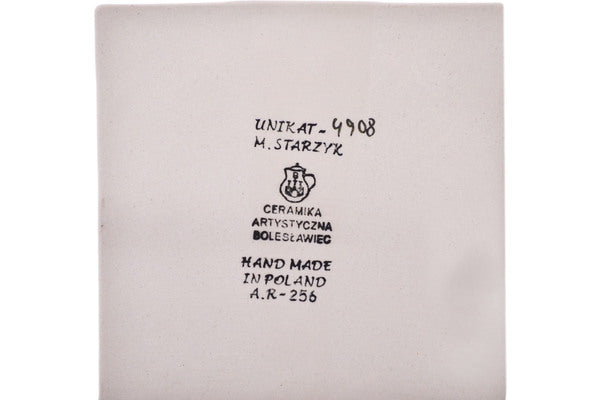 UNIKAT - 4908
M. STARZYK
CERAMIKA
ARTYSTYCZNA
BOLESŁAWIEC
HAND MADE
IN POLAND
A.R-256